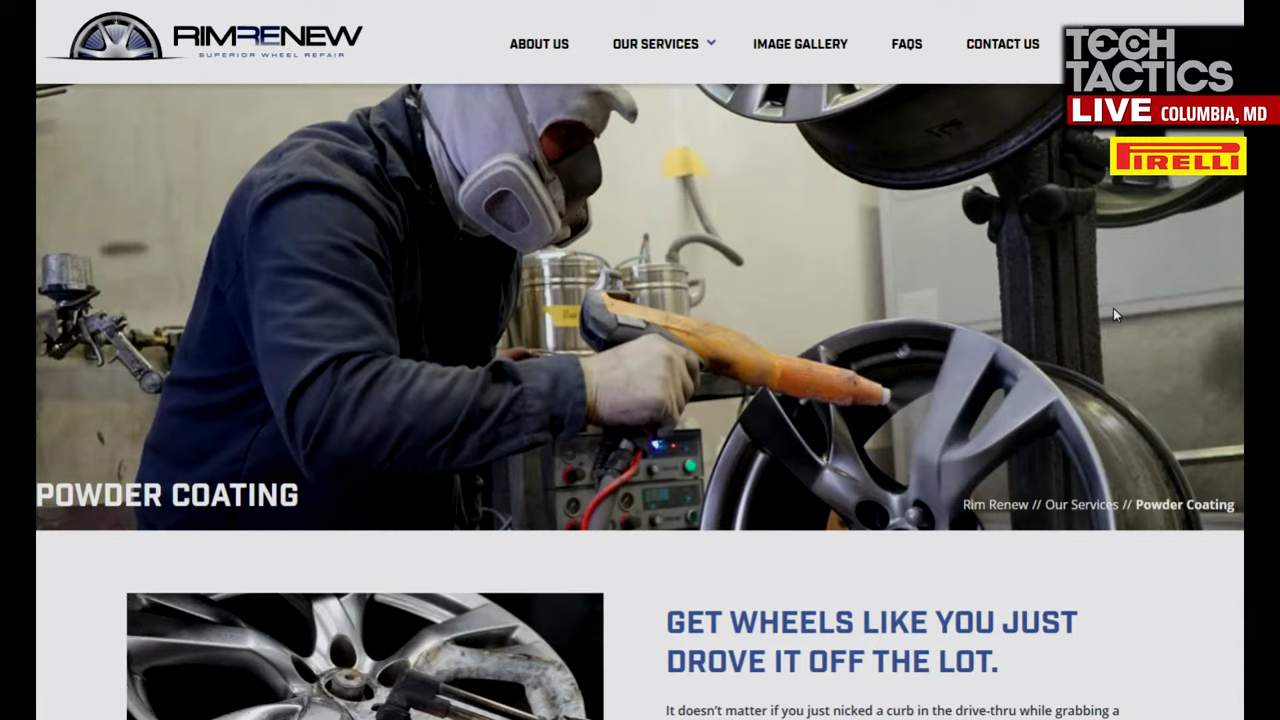 RIMRENEW
SUPERIOR WHEEL REPAIR
ABOUT US
OUR SERVICES
IMAGE GALLERY
FAQS
CONTACT US
TECH
TACTICS
LIVE COLUMBIA, MD
PIRELLI
POWDER COATING
Rim Renew // Our Services // Powder Coating
GET WHEELS LIKE YOU JUST
DROVE IT OFF THE LOT.
It doesn't matter if you just nicked a curb in the drive-thru while grabbing a